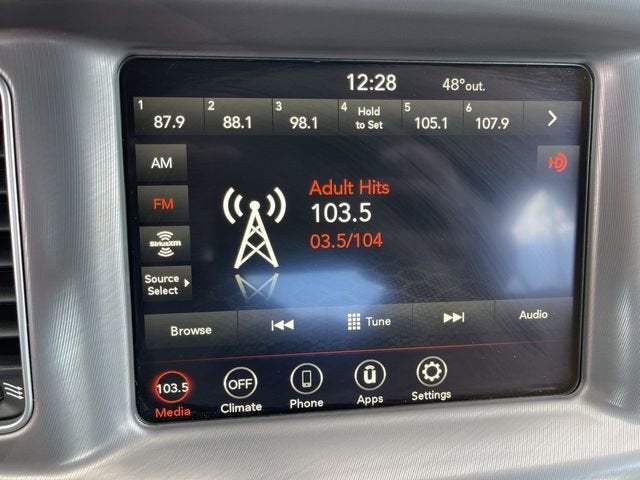 12:28 48°out.
1 87.9 2 88.1 3 98.1 4 Hold to Set 5 105.1 6 107.9 >
AM
HD
FM
Adult Hits
103.5
03.5/104
SiriusXM
Source Select
Browse Tune Audio
103.5 OFF
Media Climate Phone Apps Settings